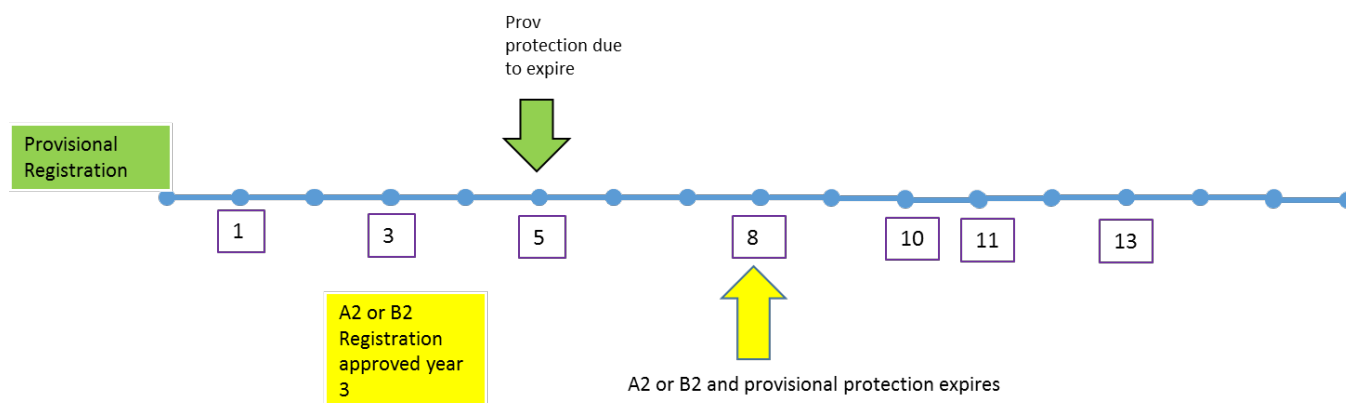 Prov
protection due
to expire
Provisional
Registration
1
3
5
8
10
11
13
A2 or B2
Registration
approved year
3
A2 or B2 and provisional protection expires